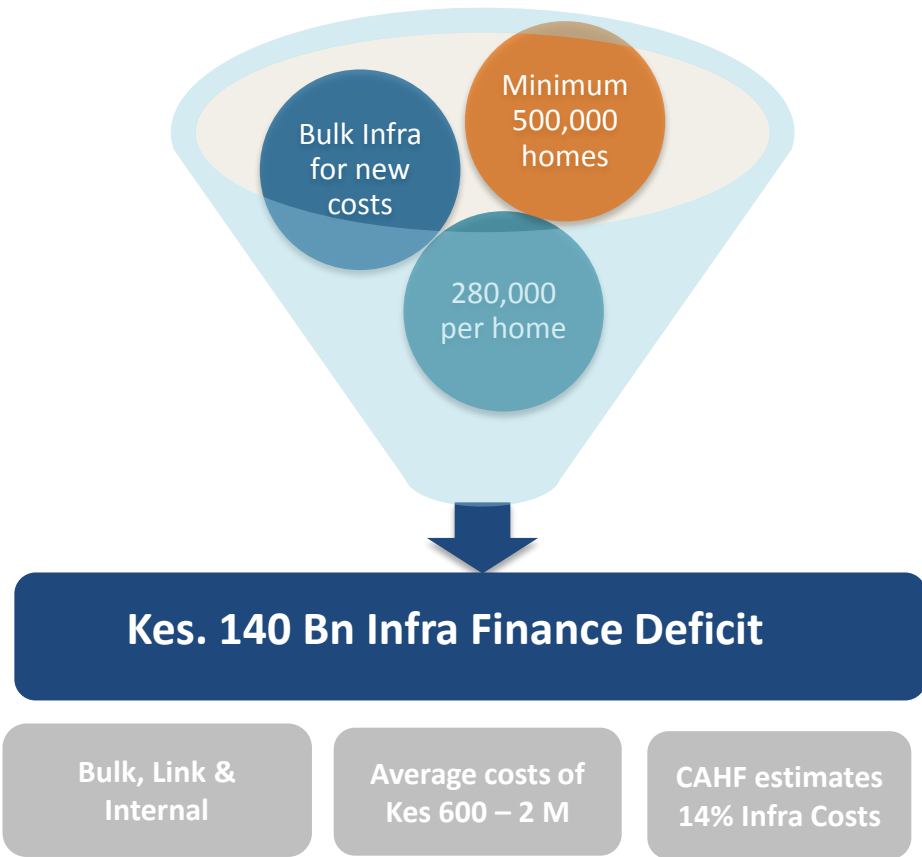 Minimum
500,000
homes
Bulk Infra
for new
costs
280,000
per home
Kes. 140 Bn Infra Finance Deficit
Bulk, Link &
Internal
Average costs of
Kes 600 – 2 M
CAHF estimates
14% Infra Costs